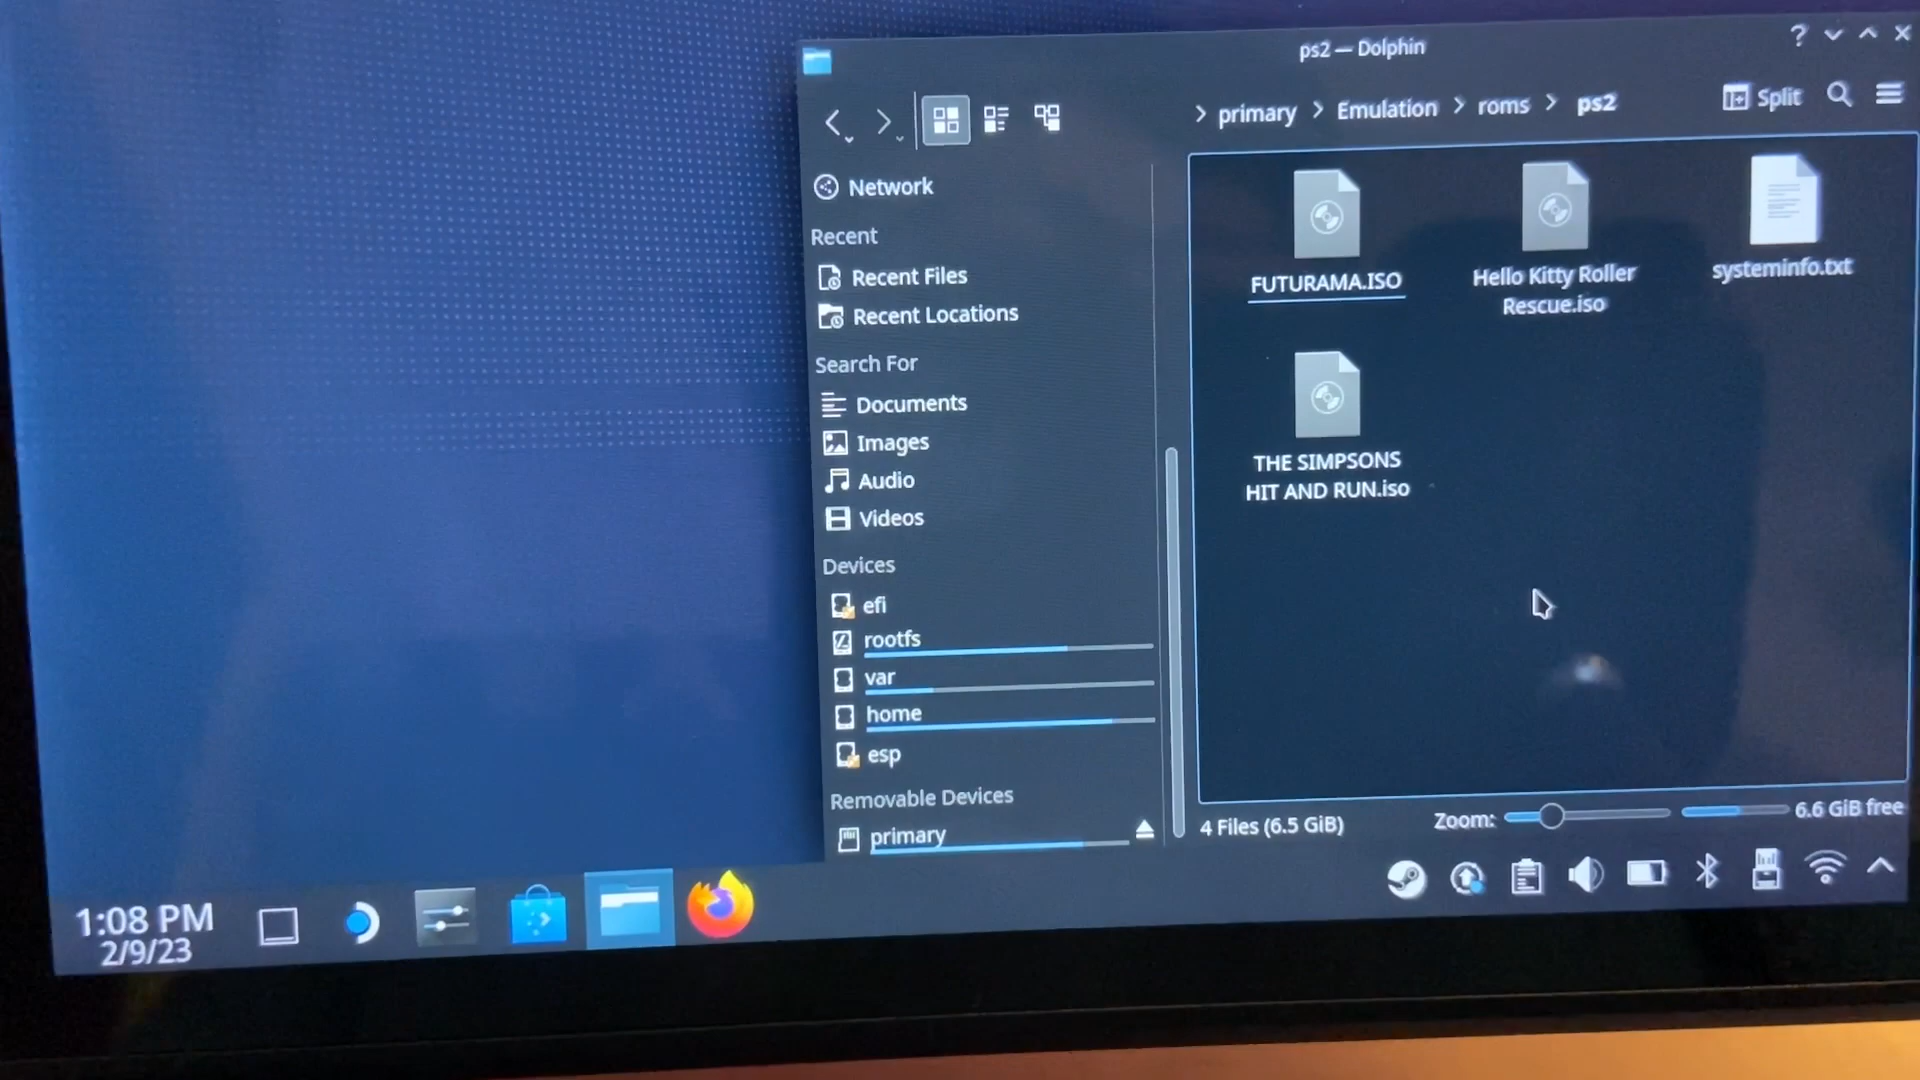 ps2 — Dolphin
primary > Emulation > roms > ps2
Split
Network
Recent
Recent Files
Recent Locations
Search For
Documents
Images
Audio
Videos
Devices
efi
rootfs
var
home
esp
Removable Devices
primary
FUTURAMA.ISO
Hello Kitty Roller
Rescue.iso
systeminfo.txt
THE SIMPSONS
HIT AND RUN.iso
4 Files (6.5 GiB)
Zoom:
6.6 GiB free
1:08 PM
2/9/23